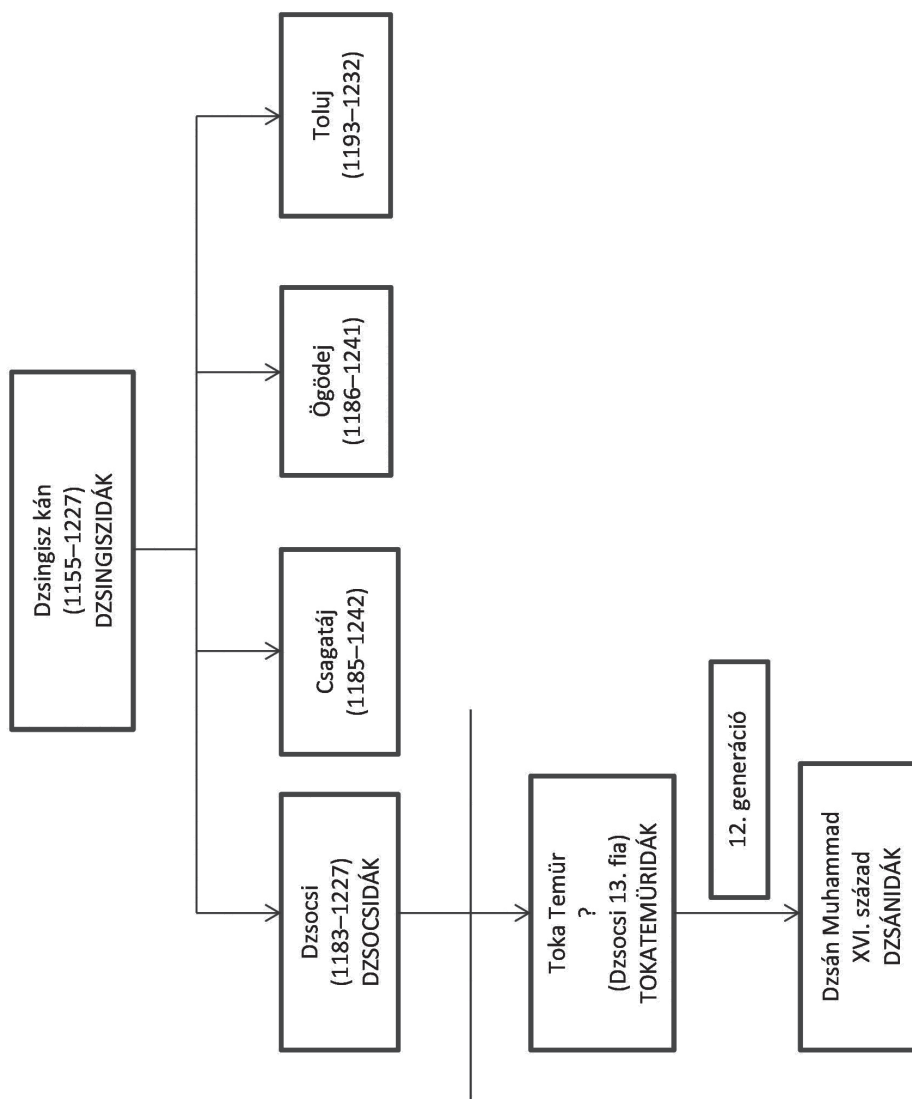 Dzsingisz kán
(1155–1227)
DZSINGISZIDÁK
Dzsocsi
(1183–1227)
DZSOCSIDÁK
Csagatáj
(1185–1242)
Ögödej
(1186–1241)
Toluj
(1193–1232)
Toka Temür
?
(Dzsocsi 13. fia)
TOKATEMÜRIDÁK
12. generáció
Dzsán Muhammad
XVI. század
DZSÁNIDÁK